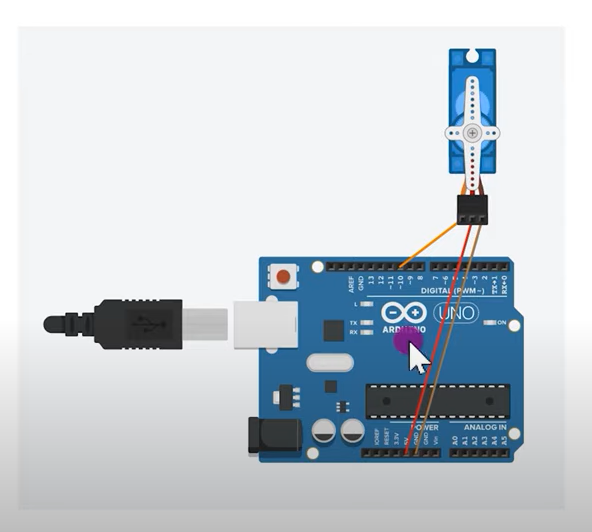 AREF
GND
13
12
~11
~10
~9
8
7
~6
~5
4
~3
2
TX→1
RX←0
DIGITAL (PWM~)
L
TX
RX
UNO
ARDUINO
ON
POWER
ANALOG IN
IOREF
RESET
3.3V
5V
GND
GND
Vin
A0
A1
A2
A3
A4
A5